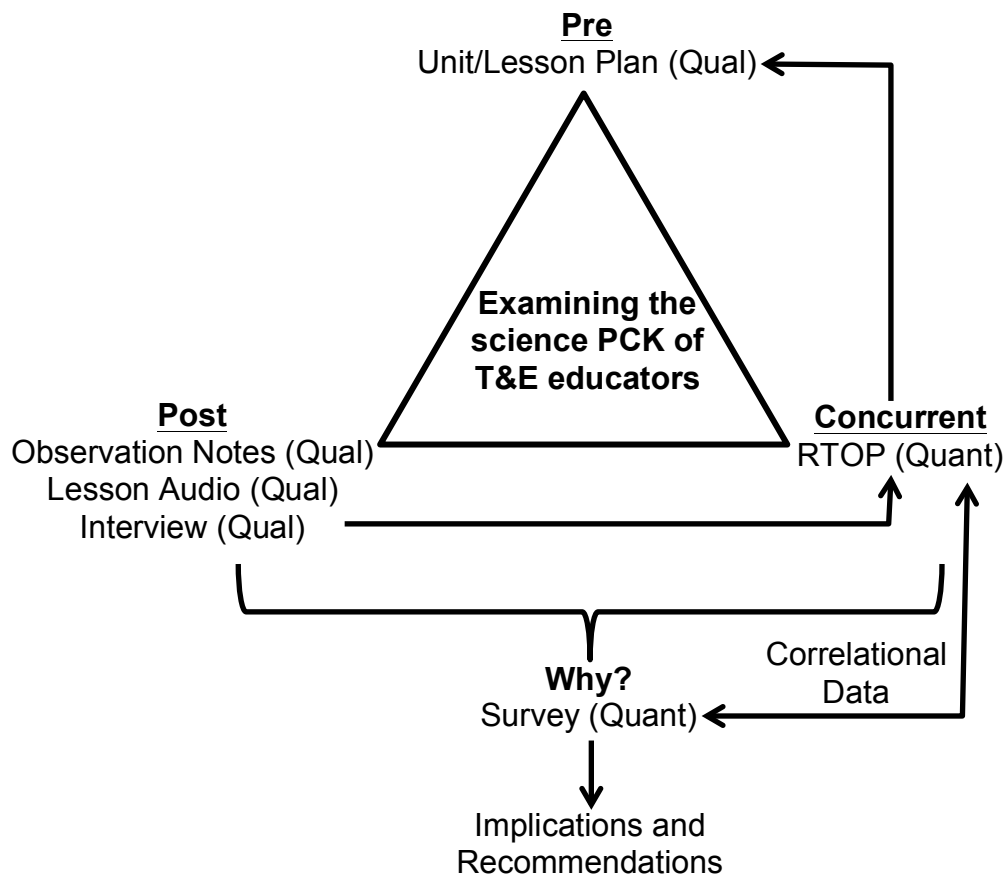 Pre
Unit/Lesson Plan (Qual)
Examining the
science PCK of
T&E educators
Post
Observation Notes (Qual)
Lesson Audio (Qual)
Interview (Qual)
Concurrent
RTOP (Quant)
Correlational
Data
Why?
Survey (Quant)
Implications and
Recommendations